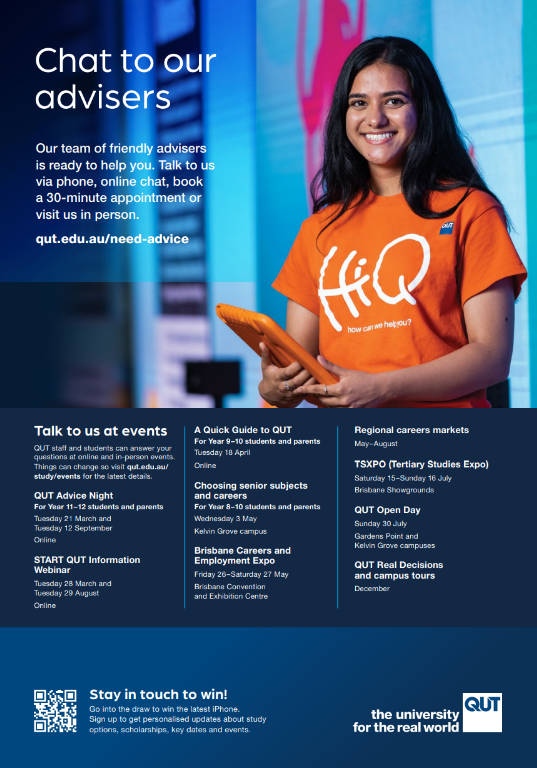 Chat to our
advisers
Our team of friendly advisers
is ready to help you. Talk to us
via phone, online chat, book
a 30-minute appointment or
visit us in person.
qut.edu.au/need-advice
QUT
HiQ
how can we help you?
Talk to us at events
QUT staff and students can answer your
questions at online and in-person events.
Things can change so visit qut.edu.au/
study/events for the latest details.
QUT Advice Night
For Year 11–12 students and parents
Tuesday 21 March and
Tuesday 12 September
Online
START QUT Information
Webinar
Tuesday 28 March and
Tuesday 29 August
Online
A Quick Guide to QUT
For Year 9–10 students and parents
Tuesday 18 April
Online
Choosing senior subjects
and careers
For Year 8–10 students and parents
Wednesday 3 May
Kelvin Grove campus
Brisbane Careers and
Employment Expo
Friday 26–Saturday 27 May
Brisbane Convention
and Exhibition Centre
Regional careers markets
May–August
TSXPO (Tertiary Studies Expo)
Saturday 15–Sunday 16 July
Brisbane Showgrounds
QUT Open Day
Sunday 30 July
Gardens Point and
Kelvin Grove campuses
QUT Real Decisions
and campus tours
December
Stay in touch to win!
Go into the draw to win the latest iPhone.
Sign up to get personalised updates about study
options, scholarships, key dates and events.
the university
for the real world
QUT